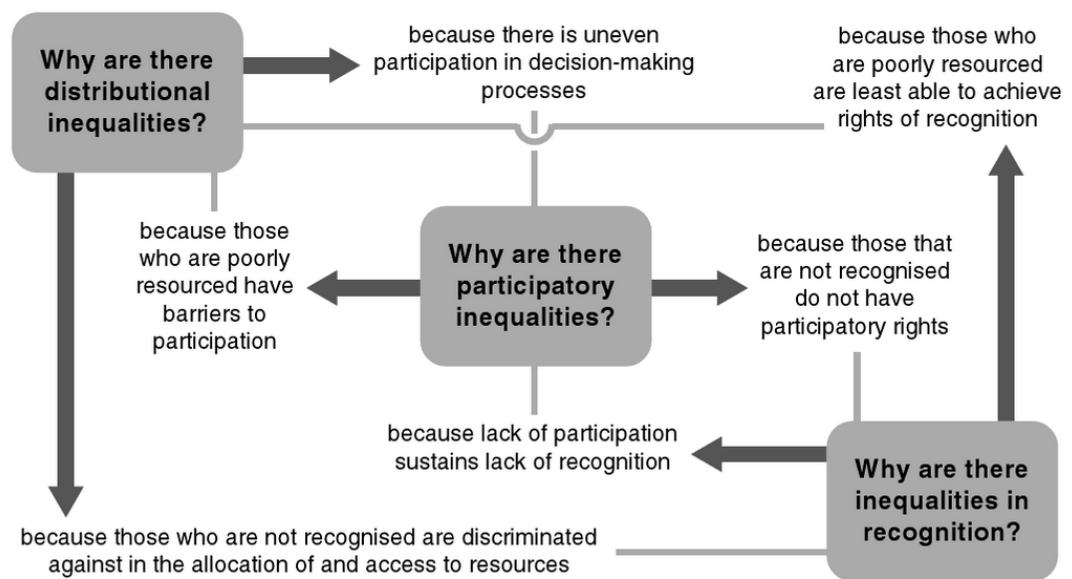 Why are there
distributional
inequalities?
because there is uneven
participation in decision-making
processes
because those who
are poorly resourced
are least able to achieve
rights of recognition
because those
who are poorly
resourced have
barriers to
participation
Why are there
participatory
inequalities?
because those that
are not recognised
do not have
participatory rights
because lack of participation
sustains lack of recognition
Why are there
inequalities in
recognition?
because those who are not recognised are discriminated
against in the allocation of and access to resources